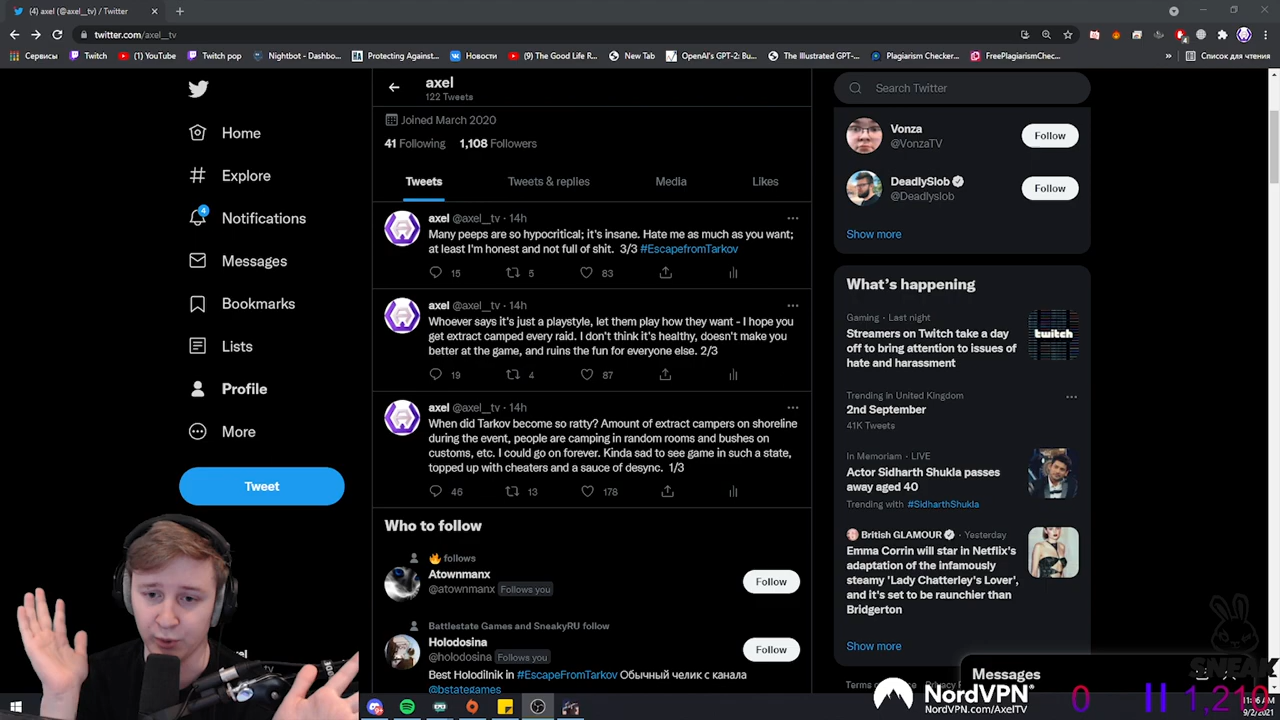 (4) axel (@axel__tv) / Twitter
twitter.com/axel__tv
Сервисы
Twitch
Twitch pop
Nightbot - Dashbo...
Protecting Against...
Новости
(90) The Good Life R...
New Tab
OpenAI's GPT-2: Bu...
The Illustrated GPT-...
Plagiarism Checker...
FreePlagiarismChec...
»
Список для чтения
Home
Explore
4
Notifications
Messages
Bookmarks
Lists
Profile
More
Tweet
axel
122 Tweets
Joined March 2020
41 Following 1,108 Followers
Tweets
Tweets & replies
Media
Likes
axel @axel__tv · 14h
Many peeps are so hypocritical; it's insane. Hate me as much as you want;
at least I'm honest and not full of shit. 3/3 #EscapefromTarkov
15 5 83
axel @axel__tv · 14h
Whoever says it's just a playstyle, let them play how they want - I hope you
get extract camped every raid. I don't think it's healthy, doesn't make you
better at the game, and ruins the fun for everyone else. 2/3
19 4 87
axel @axel__tv · 14h
When did Tarkov become so ratty? Amount of extract campers on shoreline
during the event, people are camping in random rooms and bushes on
customs, etc. I could go on forever. Kinda sad to see game in such a state,
topped up with cheaters and a sauce of desync. 1/3
46 13 178
Who to follow
follows
Atownmanx
@atownmanx Follows you
Follow
Battlestate Games and SneakyRU follow
Holodosina
@holodosina Follows you
Follow
Best Holodilnik in #EscapeFromTarkov Обычный челик с канала
@bstategames
Search Twitter
Vonza
@VonzaTV
Follow
DeadlySlob
@Deadlyslob
Follow
Show more
What's happening
Gaming · Last night
Streamers on Twitch take a day
off to bring attention to issues of
hate and harassment
twitch
Trending in United Kingdom
2nd September
41K Tweets
In Memoriam · LIVE
Actor Sidharth Shukla passes
away aged 40
Trending with #SidharthShukla
British GLAMOUR · Yesterday
Emma Corrin will star in Netflix's
adaptation of the infamously
steamy 'Lady Chatterley's Lover',
and it's set to be raunchier than
Bridgerton
Show more
Messages
NordVPN®
NordVPN.com/AxelTV
0
1,210
9/2/2021